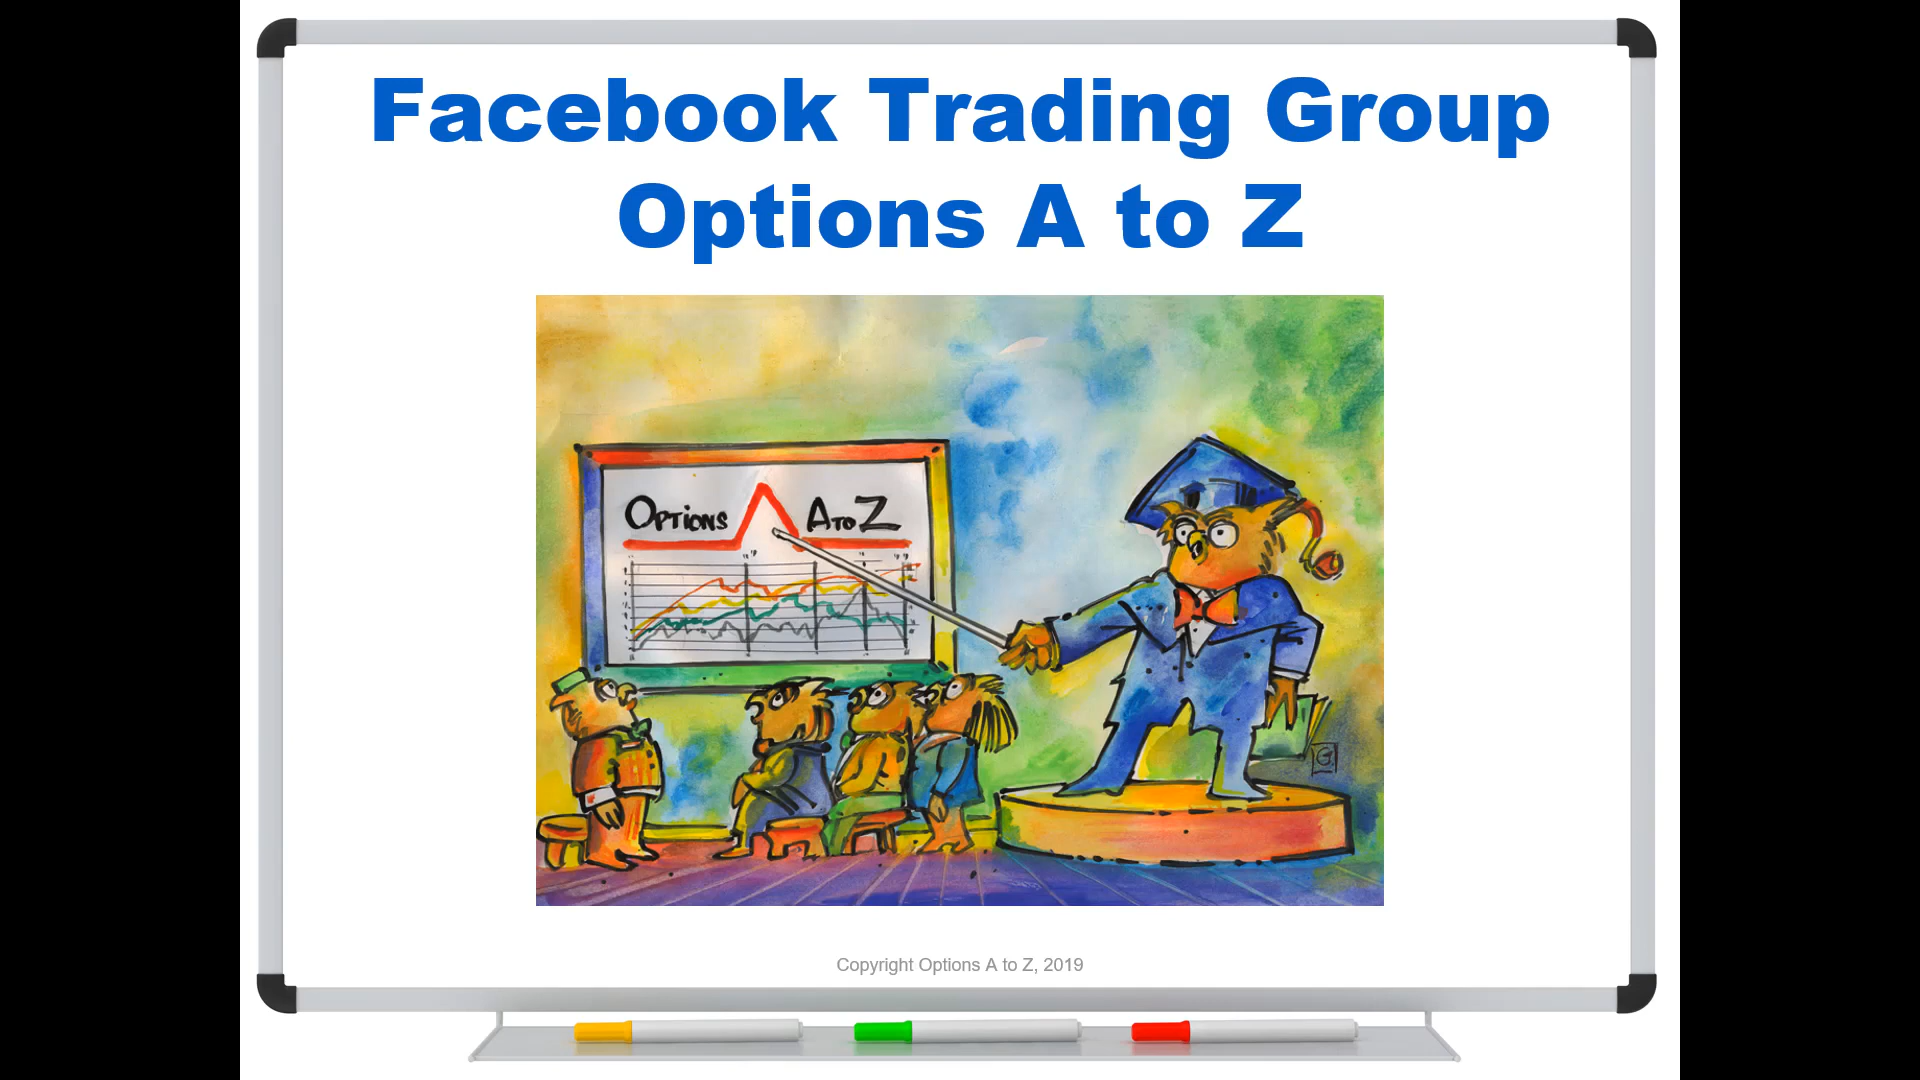 Facebook Trading Group
Options A to Z
OPTIONS A TO Z
G
Copyright Options A to Z, 2019